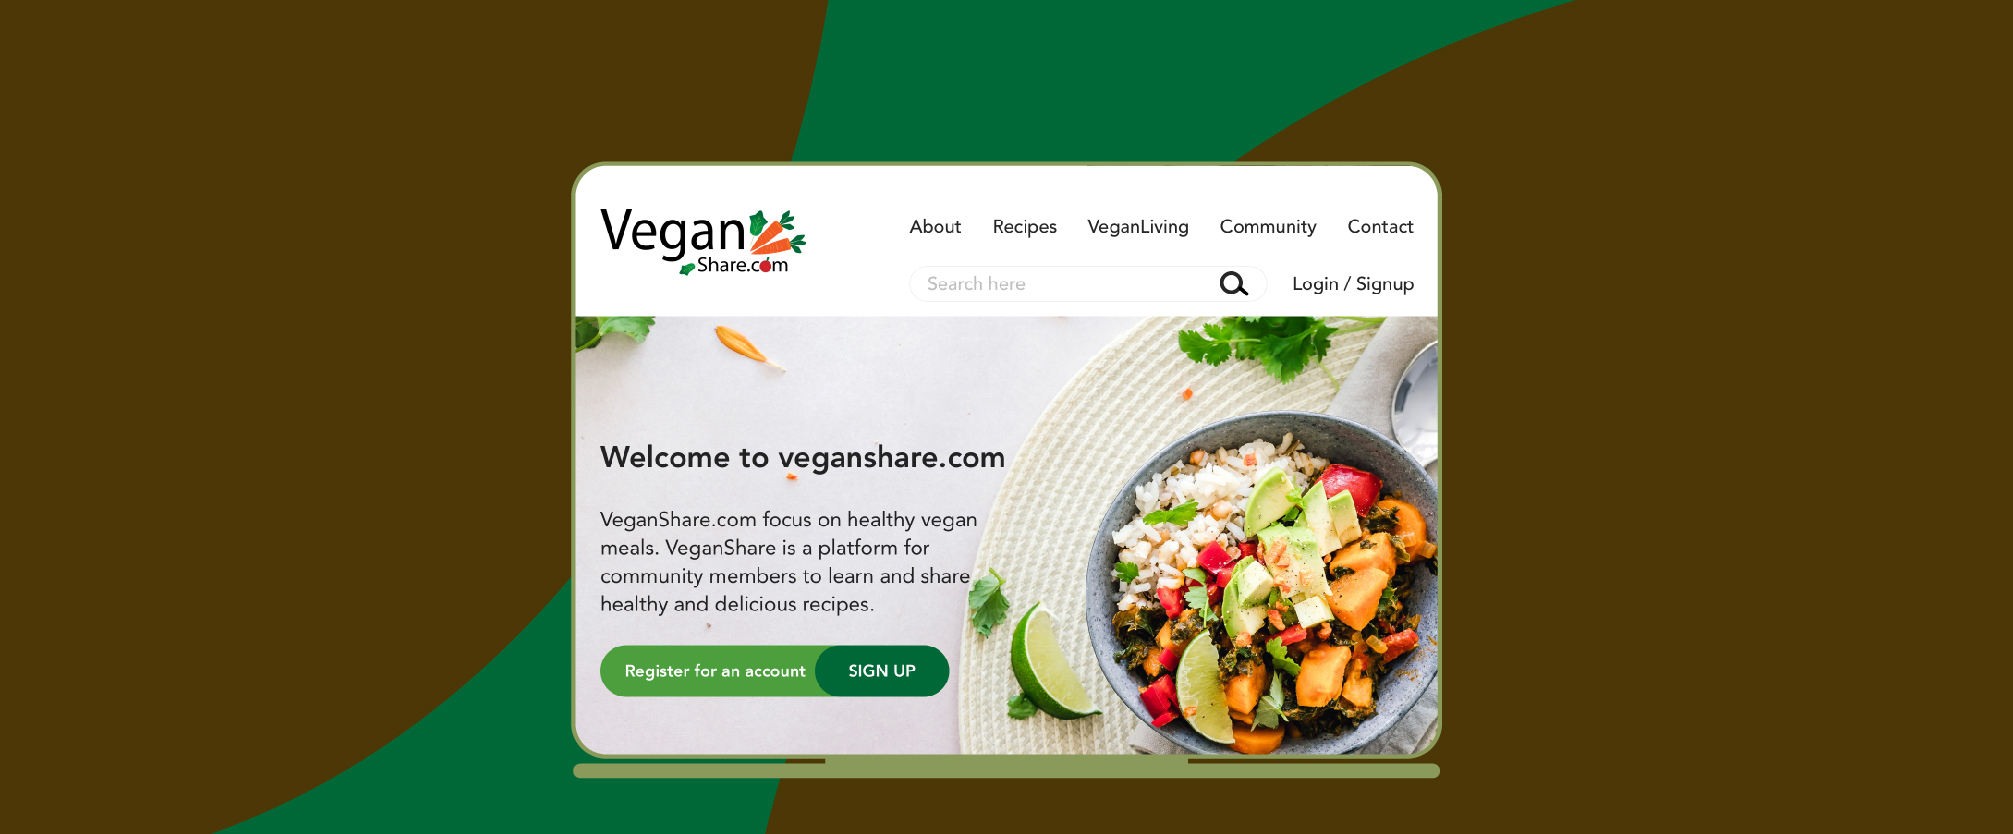 Vegan
Share.com
About Recipes VeganLiving Community Contact
Search here
Login / Signup
Welcome to veganshare.com
VeganShare.com focus on healthy vegan
meals. VeganShare is a platform for
community members to learn and share
healthy and delicious recipes.
Register for an account SIGN UP